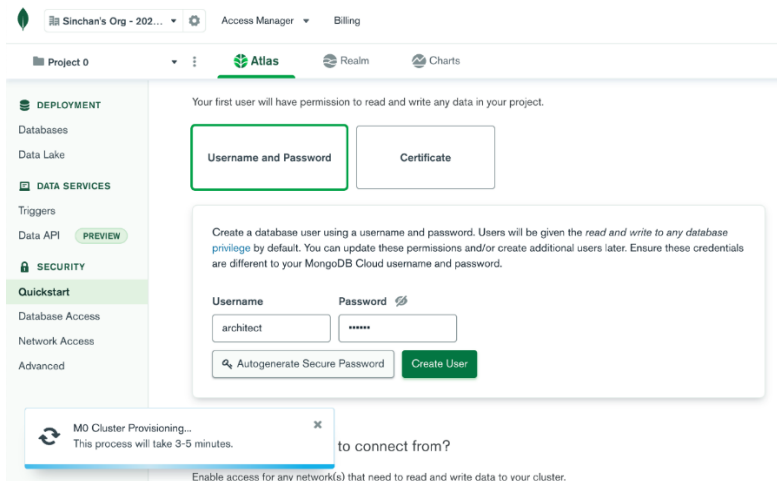 Sinchan's Org - 202...
Access Manager
Billing
Project 0
Atlas
Realm
Charts
DEPLOYMENT
Databases
Data Lake
DATA SERVICES
Triggers
Data API PREVIEW
SECURITY
Quickstart
Database Access
Network Access
Advanced
Your first user will have permission to read and write any data in your project.
Username and Password
Certificate
Create a database user using a username and password. Users will be given the read and write to any database
privilege by default. You can update these permissions and/or create additional users later. Ensure these credentials
are different to your MongoDB Cloud username and password.
Username
Password
architect
••••••
Autogenerate Secure Password
Create User
M0 Cluster Provisioning...
This process will take 3-5 minutes.
to connect from?
Enable access for any network(s) that need to read and write data to your cluster.